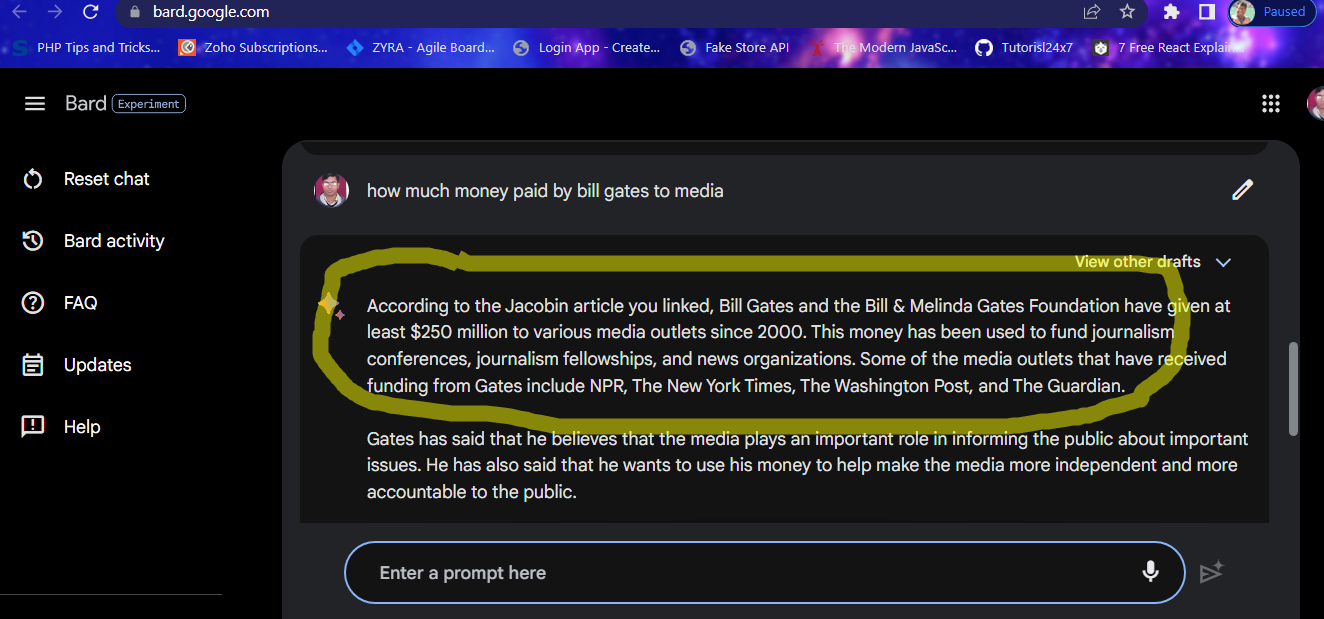 bard.google.com
Paused
PHP Tips and Tricks...
Zoho Subscriptions...
ZYRA - Agile Board...
Login App - Create...
Fake Store API
The Modern JavaSc...
Tutorisl24x7
7 Free React Explain...
Bard Experiment
Reset chat
Bard activity
FAQ
Updates
Help
how much money paid by bill gates to media
View other drafts
According to the Jacobin article you linked, Bill Gates and the Bill & Melinda Gates Foundation have given at
least $250 million to various media outlets since 2000. This money has been used to fund journalism
conferences, journalism fellowships, and news organizations. Some of the media outlets that have received
funding from Gates include NPR, The New York Times, The Washington Post, and The Guardian.
Gates has said that he believes that the media plays an important role in informing the public about important
issues. He has also said that he wants to use his money to help make the media more independent and more
accountable to the public.
Enter a prompt here